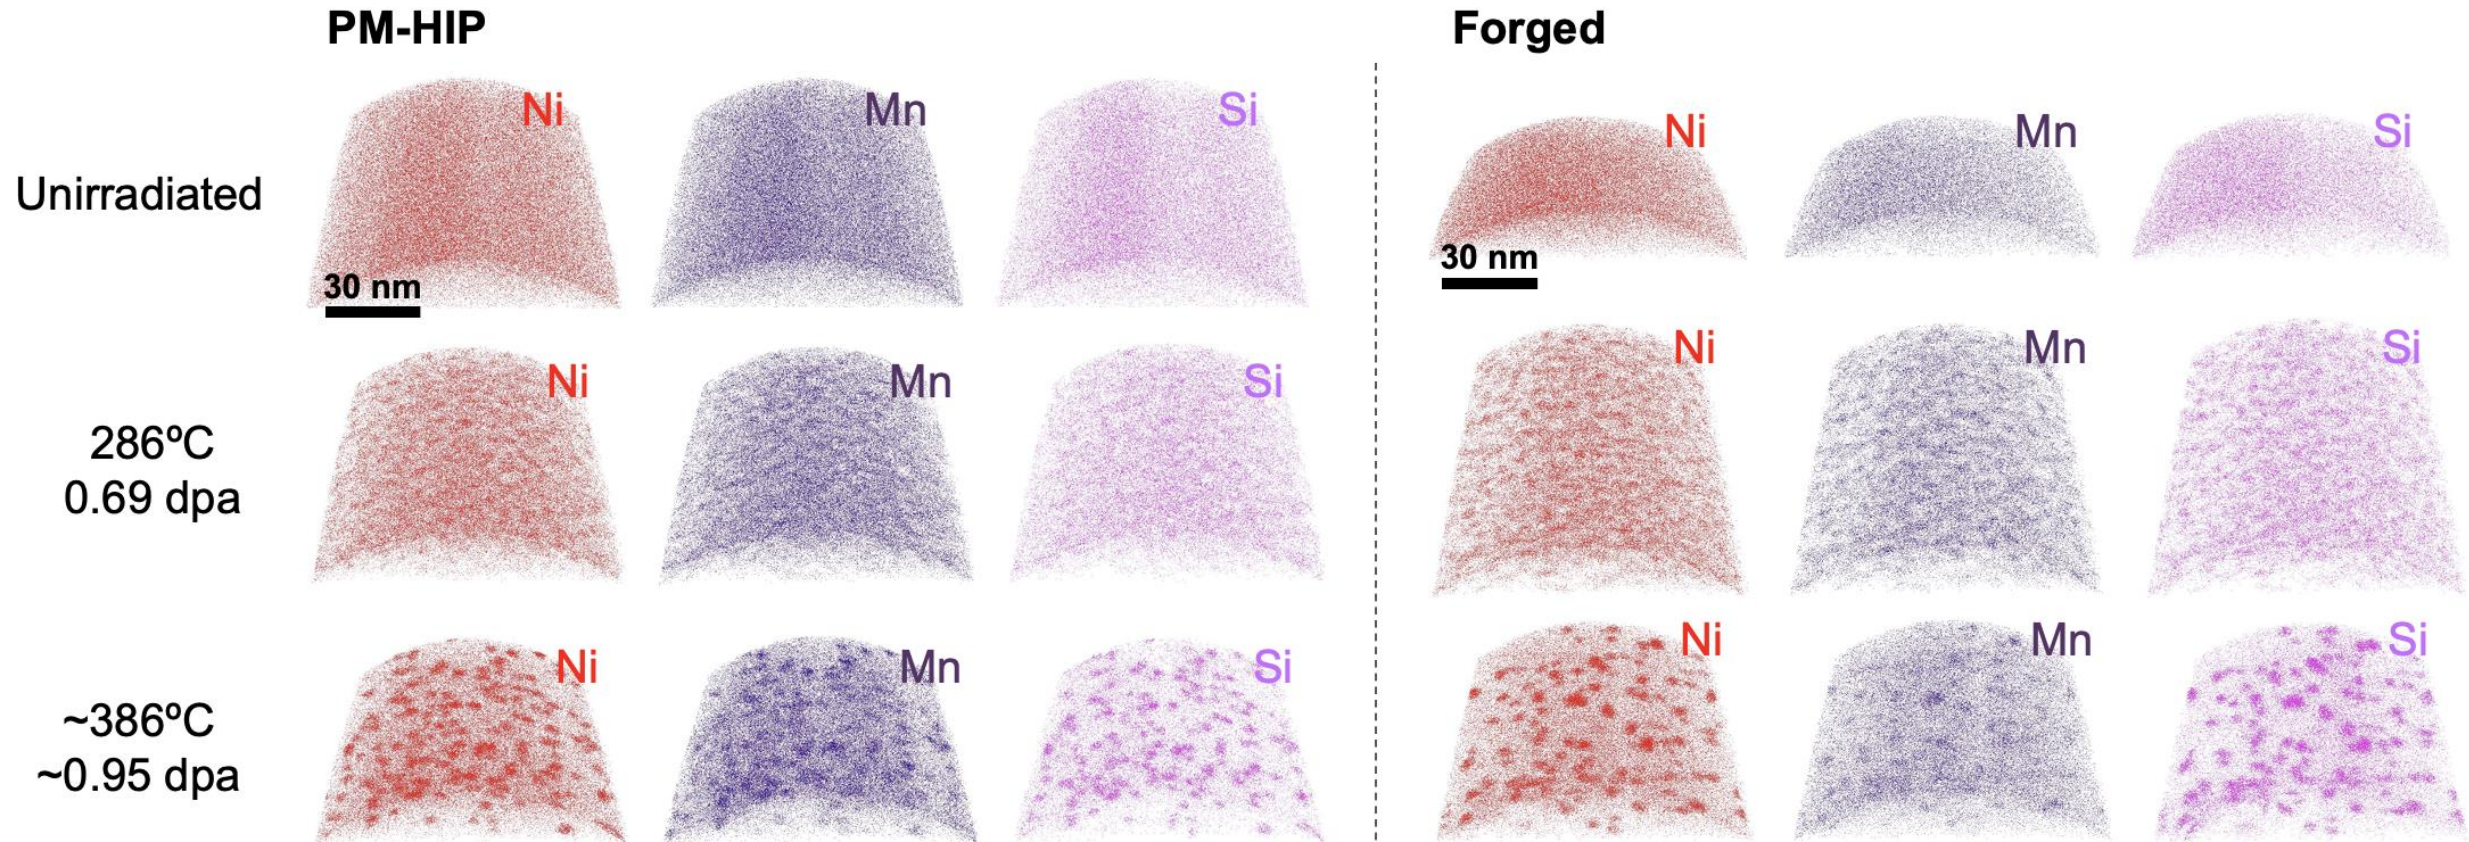 PM-HIP
Forged
Unirradiated
Ni
Mn
Si
30 nm
Ni
Mn
Si
30 nm
286ºC
0.69 dpa
Ni
Mn
Si
Ni
Mn
Si
~386ºC
~0.95 dpa
Ni
Mn
Si
Ni
Mn
Si